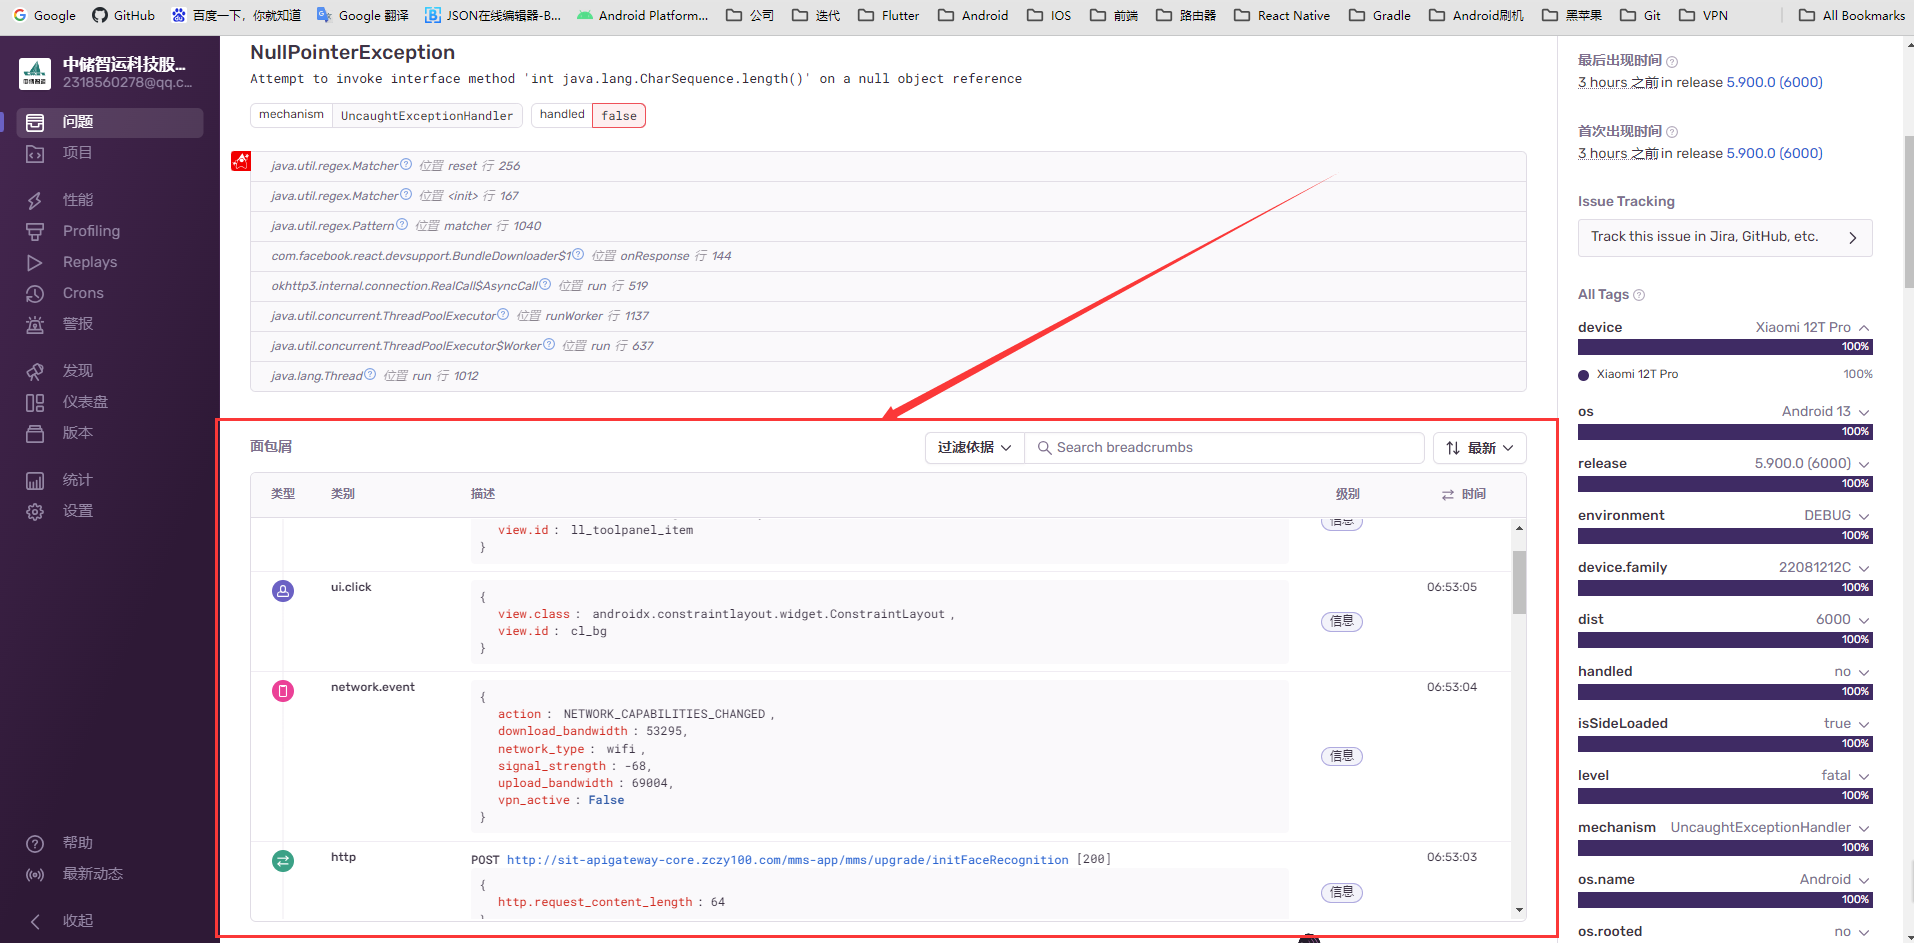 Google GitHub 百度一下，你就知道 Google 翻译 JSON在线编辑器-B... Android Platform... 公司 迭代 Flutter Android IOS 前端 路由器 React Native Gradle Android刷机 黑苹果 Git VPN All Bookmarks
中储智运科技股...
2318560278@qq.c...
问题
项目
性能
Profiling
Replays
Crons
警报
发现
仪表盘
版本
统计
设置
帮助
最新动态
收起
NullPointerException
Attempt to invoke interface method 'int java.lang.CharSequence.length()' on a null object reference
mechanism UncaughtExceptionHandler handled false
java.util.regex.Matcher 位置 reset 行 256
java.util.regex.Matcher 位置 <init> 行 167
java.util.regex.Pattern 位置 matcher 行 1040
com.facebook.react.devsupport.BundleDownloader$1 位置 onResponse 行 144
okhttp3.internal.connection.RealCall$AsyncCall 位置 run 行 519
java.util.concurrent.ThreadPoolExecutor 位置 runWorker 行 1137
java.util.concurrent.ThreadPoolExecutor$Worker 位置 run 行 637
java.lang.Thread 位置 run 行 1012
面包屑 过滤依据 Search breadcrumbs 最新
类型 类别 描述 级别 时间
view.id : ll_toolpanel_item 信息
}
ui.click 06:53:05
{
view.class : androidx.constraintlayout.widget.ConstraintLayout ,
view.id : cl_bg 信息
}
network.event 06:53:04
{
action : NETWORK_CAPABILITIES_CHANGED ,
download_bandwidth : 53295,
network_type : wifi , 信息
signal_strength : -68,
upload_bandwidth : 69004,
vpn_active : False
}
http POST http://sit-apigateway-core.zczy100.com/mms-app/mms/upgrade/initFaceRecognition [200] 06:53:03
{
http.request_content_length : 64 信息
}
最后出现时间
3 hours 之前in release 5.900.0 (6000)
首次出现时间
3 hours 之前in release 5.900.0 (6000)
Issue Tracking
Track this issue in Jira, GitHub, etc.
All Tags
device Xiaomi 12T Pro
100%
Xiaomi 12T Pro 100%
os Android 13
100%
release 5.900.0 (6000)
100%
environment DEBUG
100%
device.family 22081212C
100%
dist 6000
100%
handled no
100%
isSideLoaded true
100%
level fatal
100%
mechanism UncaughtExceptionHandler
100%
os.name Android
100%
os.rooted no